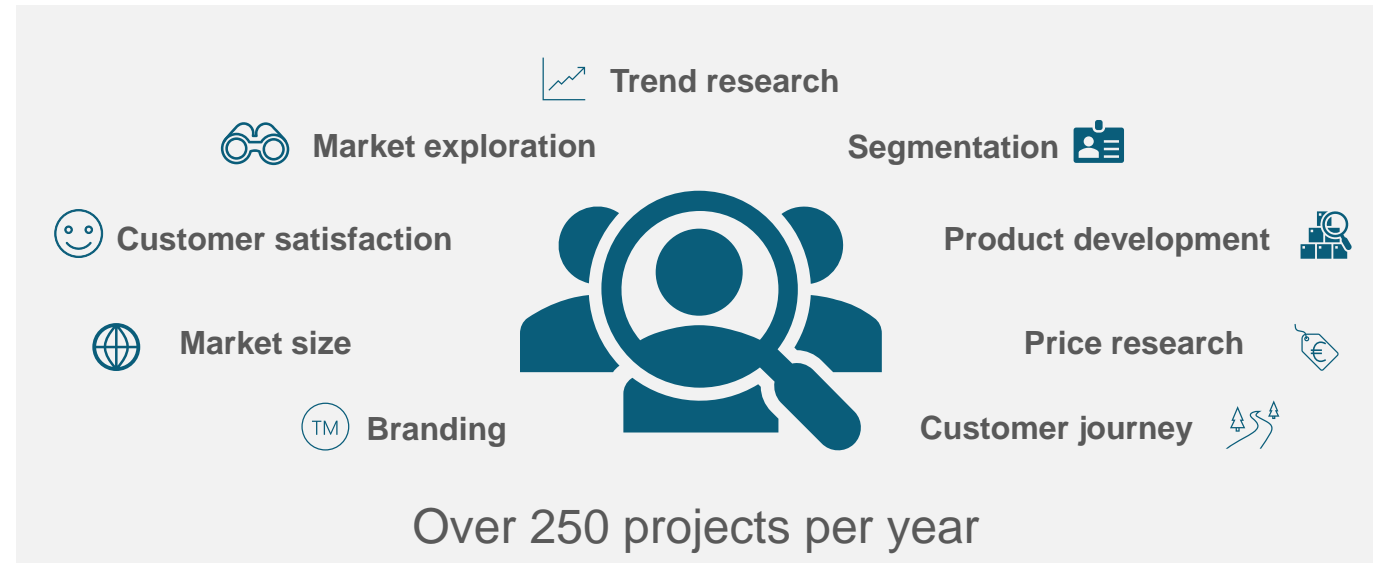 Trend research
Market exploration
Segmentation
Customer satisfaction
Product development
Market size
Price research
€
TM
Branding
Customer journey
Over 250 projects per year